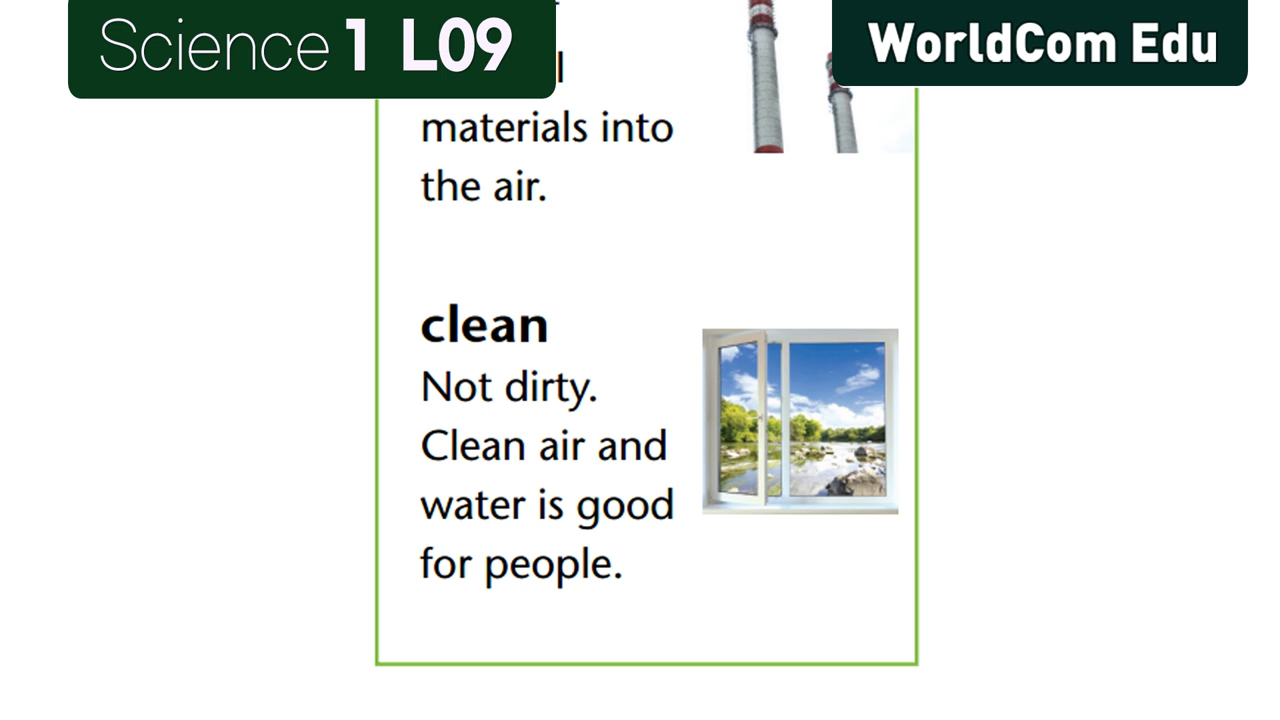 Science 1 L09
WorldCom Edu
materials into
the air.
clean
Not dirty.
Clean air and
water is good
for people.